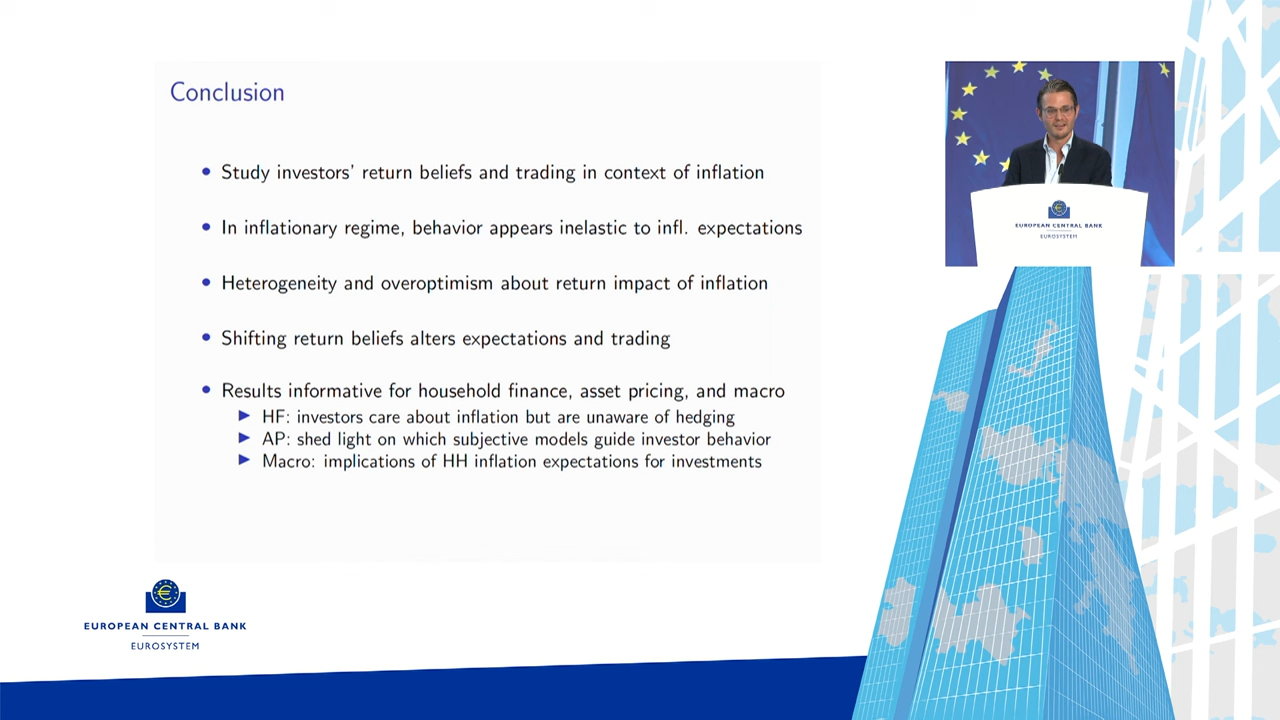 Conclusion
• Study investors' return beliefs and trading in context of inflation
• In inflationary regime, behavior appears inelastic to infl. expectations
• Heterogeneity and overoptimism about return impact of inflation
• Shifting return beliefs alters expectations and trading
• Results informative for household finance, asset pricing, and macro
▶ HF: investors care about inflation but are unaware of hedging
▶ AP: shed light on which subjective models guide investor behavior
▶ Macro: implications of HH inflation expectations for investments
EUROPEAN CENTRAL BANK
EUROSYSTEM
EUROPEAN CENTRAL BANK
EUROSYSTEM